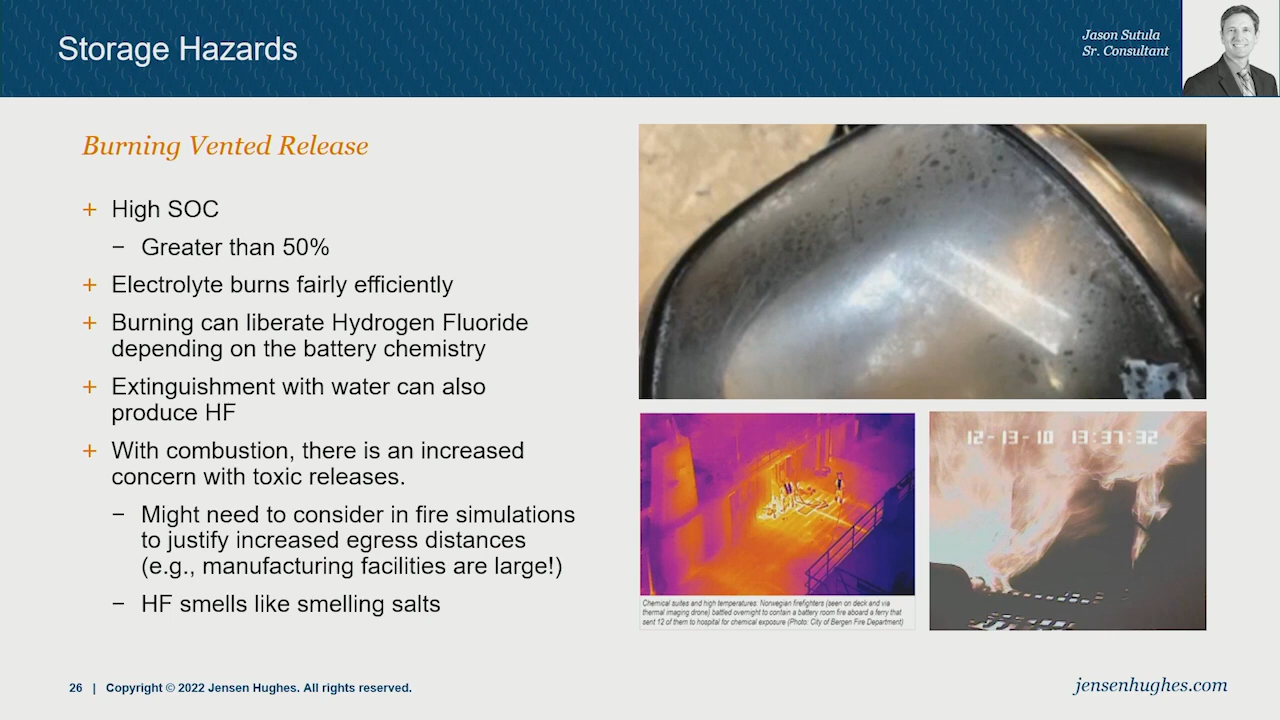 Storage Hazards
Jason Sutula
Sr. Consultant
Burning Vented Release
+ High SOC
− Greater than 50%
+ Electrolyte burns fairly efficiently
+ Burning can liberate Hydrogen Fluoride
depending on the battery chemistry
+ Extinguishment with water can also
produce HF
+ With combustion, there is an increased
concern with toxic releases.
− Might need to consider in fire simulations
to justify increased egress distances
(e.g., manufacturing facilities are large!)
− HF smells like smelling salts
12-13-10 13:37:32
Chemical suites and high temperatures: Norwegian firefighters (seen on deck and via
thermal imaging drone) battled overnight to contain a battery room fire aboard a ferry that
sent 12 of them to hospital for chemical exposure (Photo: City of Bergen Fire Department)
26 | Copyright © 2022 Jensen Hughes. All rights reserved.
jensenhughes.com